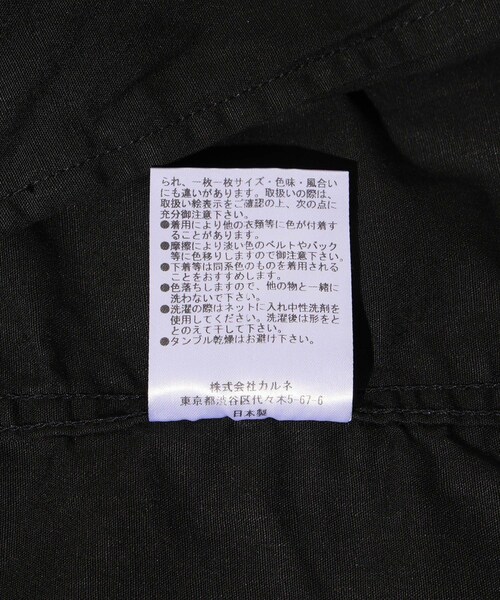 られ、一枚一枚サイズ・色味・風合い
にも違いがあります。取扱いの際は、
取扱い絵表示をご確認の上、次の点に
充分御注意下さい。
●着用により他の衣類等に色が付着す
ることがあります。
●摩擦により淡い色のベルトやバック
等に色移りしますので御注意下さい。
●下着等は同系色のものを着用される
ことをおすすめします。
●色落ちしますので、他の物と一緒に
洗わないで下さい。
●洗濯の際はネットに入れ中性洗剤を
使用してください。洗濯後は形をと
とのえて干して下さい。
●タンブル乾燥はお避け下さい。
株式会社カルネ
東京都渋谷区代々木5-67-6
日本製